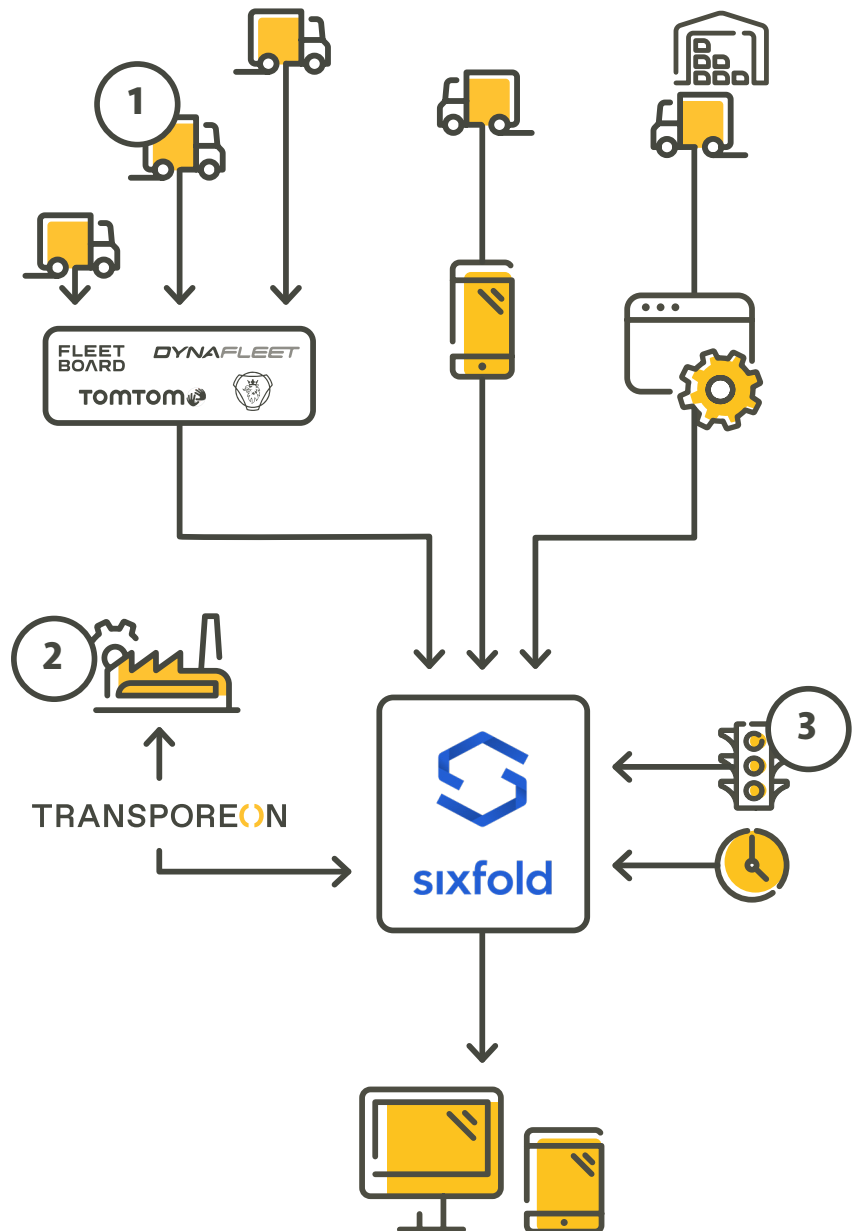 1
FLEET
BOARD
DYNAFLEET
TOMTOM
2
3
TRANSPOREON
sixfold